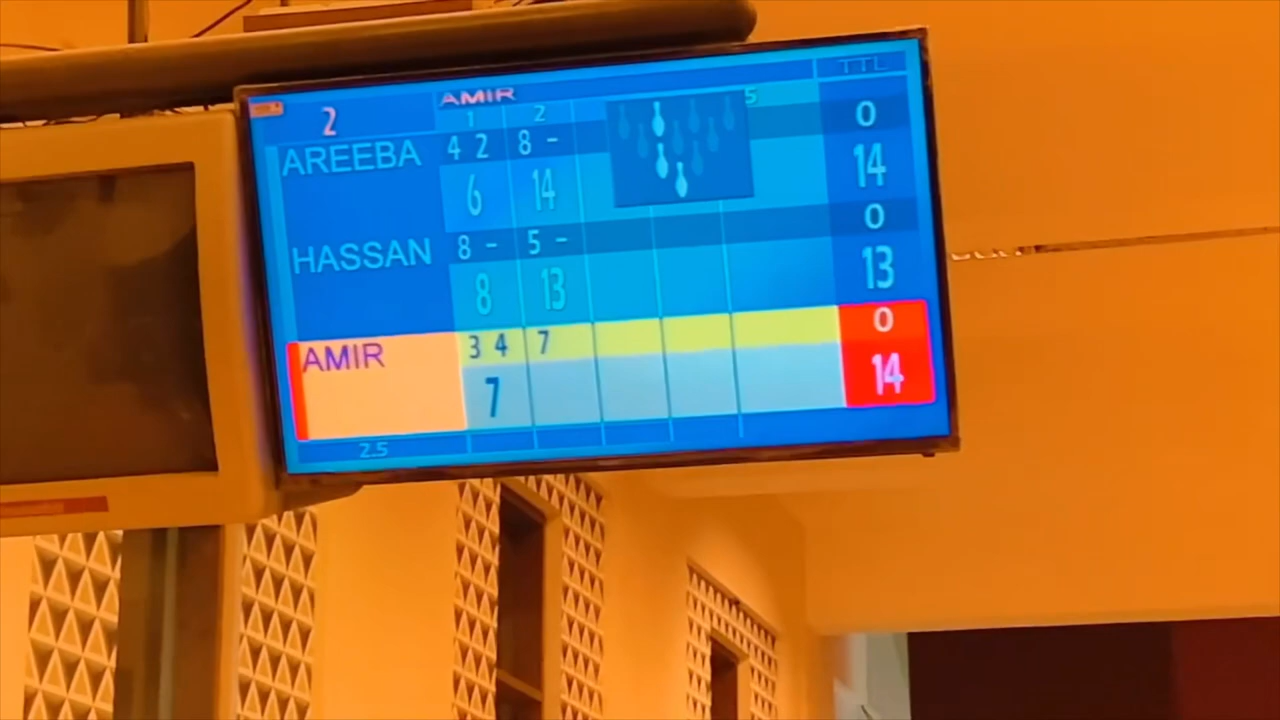 2 AMIR TTL
1 2 5
AREEBA 4 2 8 - 0
6 14 14
HASSAN 8 - 5 - 0
8 13 13
AMIR 3 4 7 0
7 14
2.5